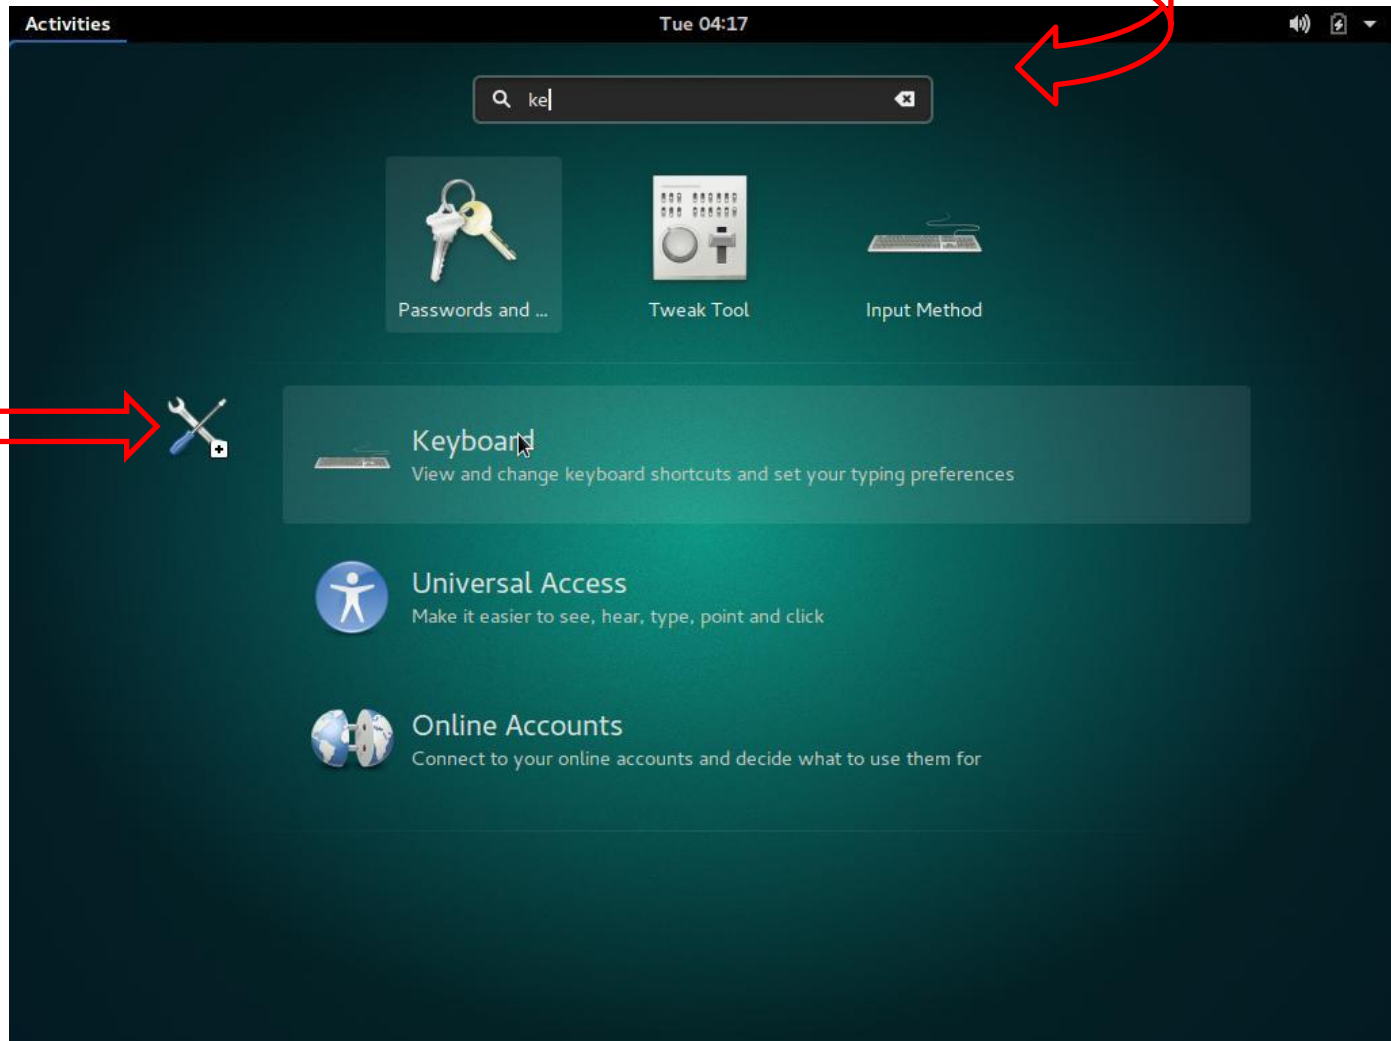 Activities
Tue 04:17
ke
Passwords and ...
Tweak Tool
Input Method
Keyboard
View and change keyboard shortcuts and set your typing preferences
Universal Access
Make it easier to see, hear, type, point and click
Online Accounts
Connect to your online accounts and decide what to use them for